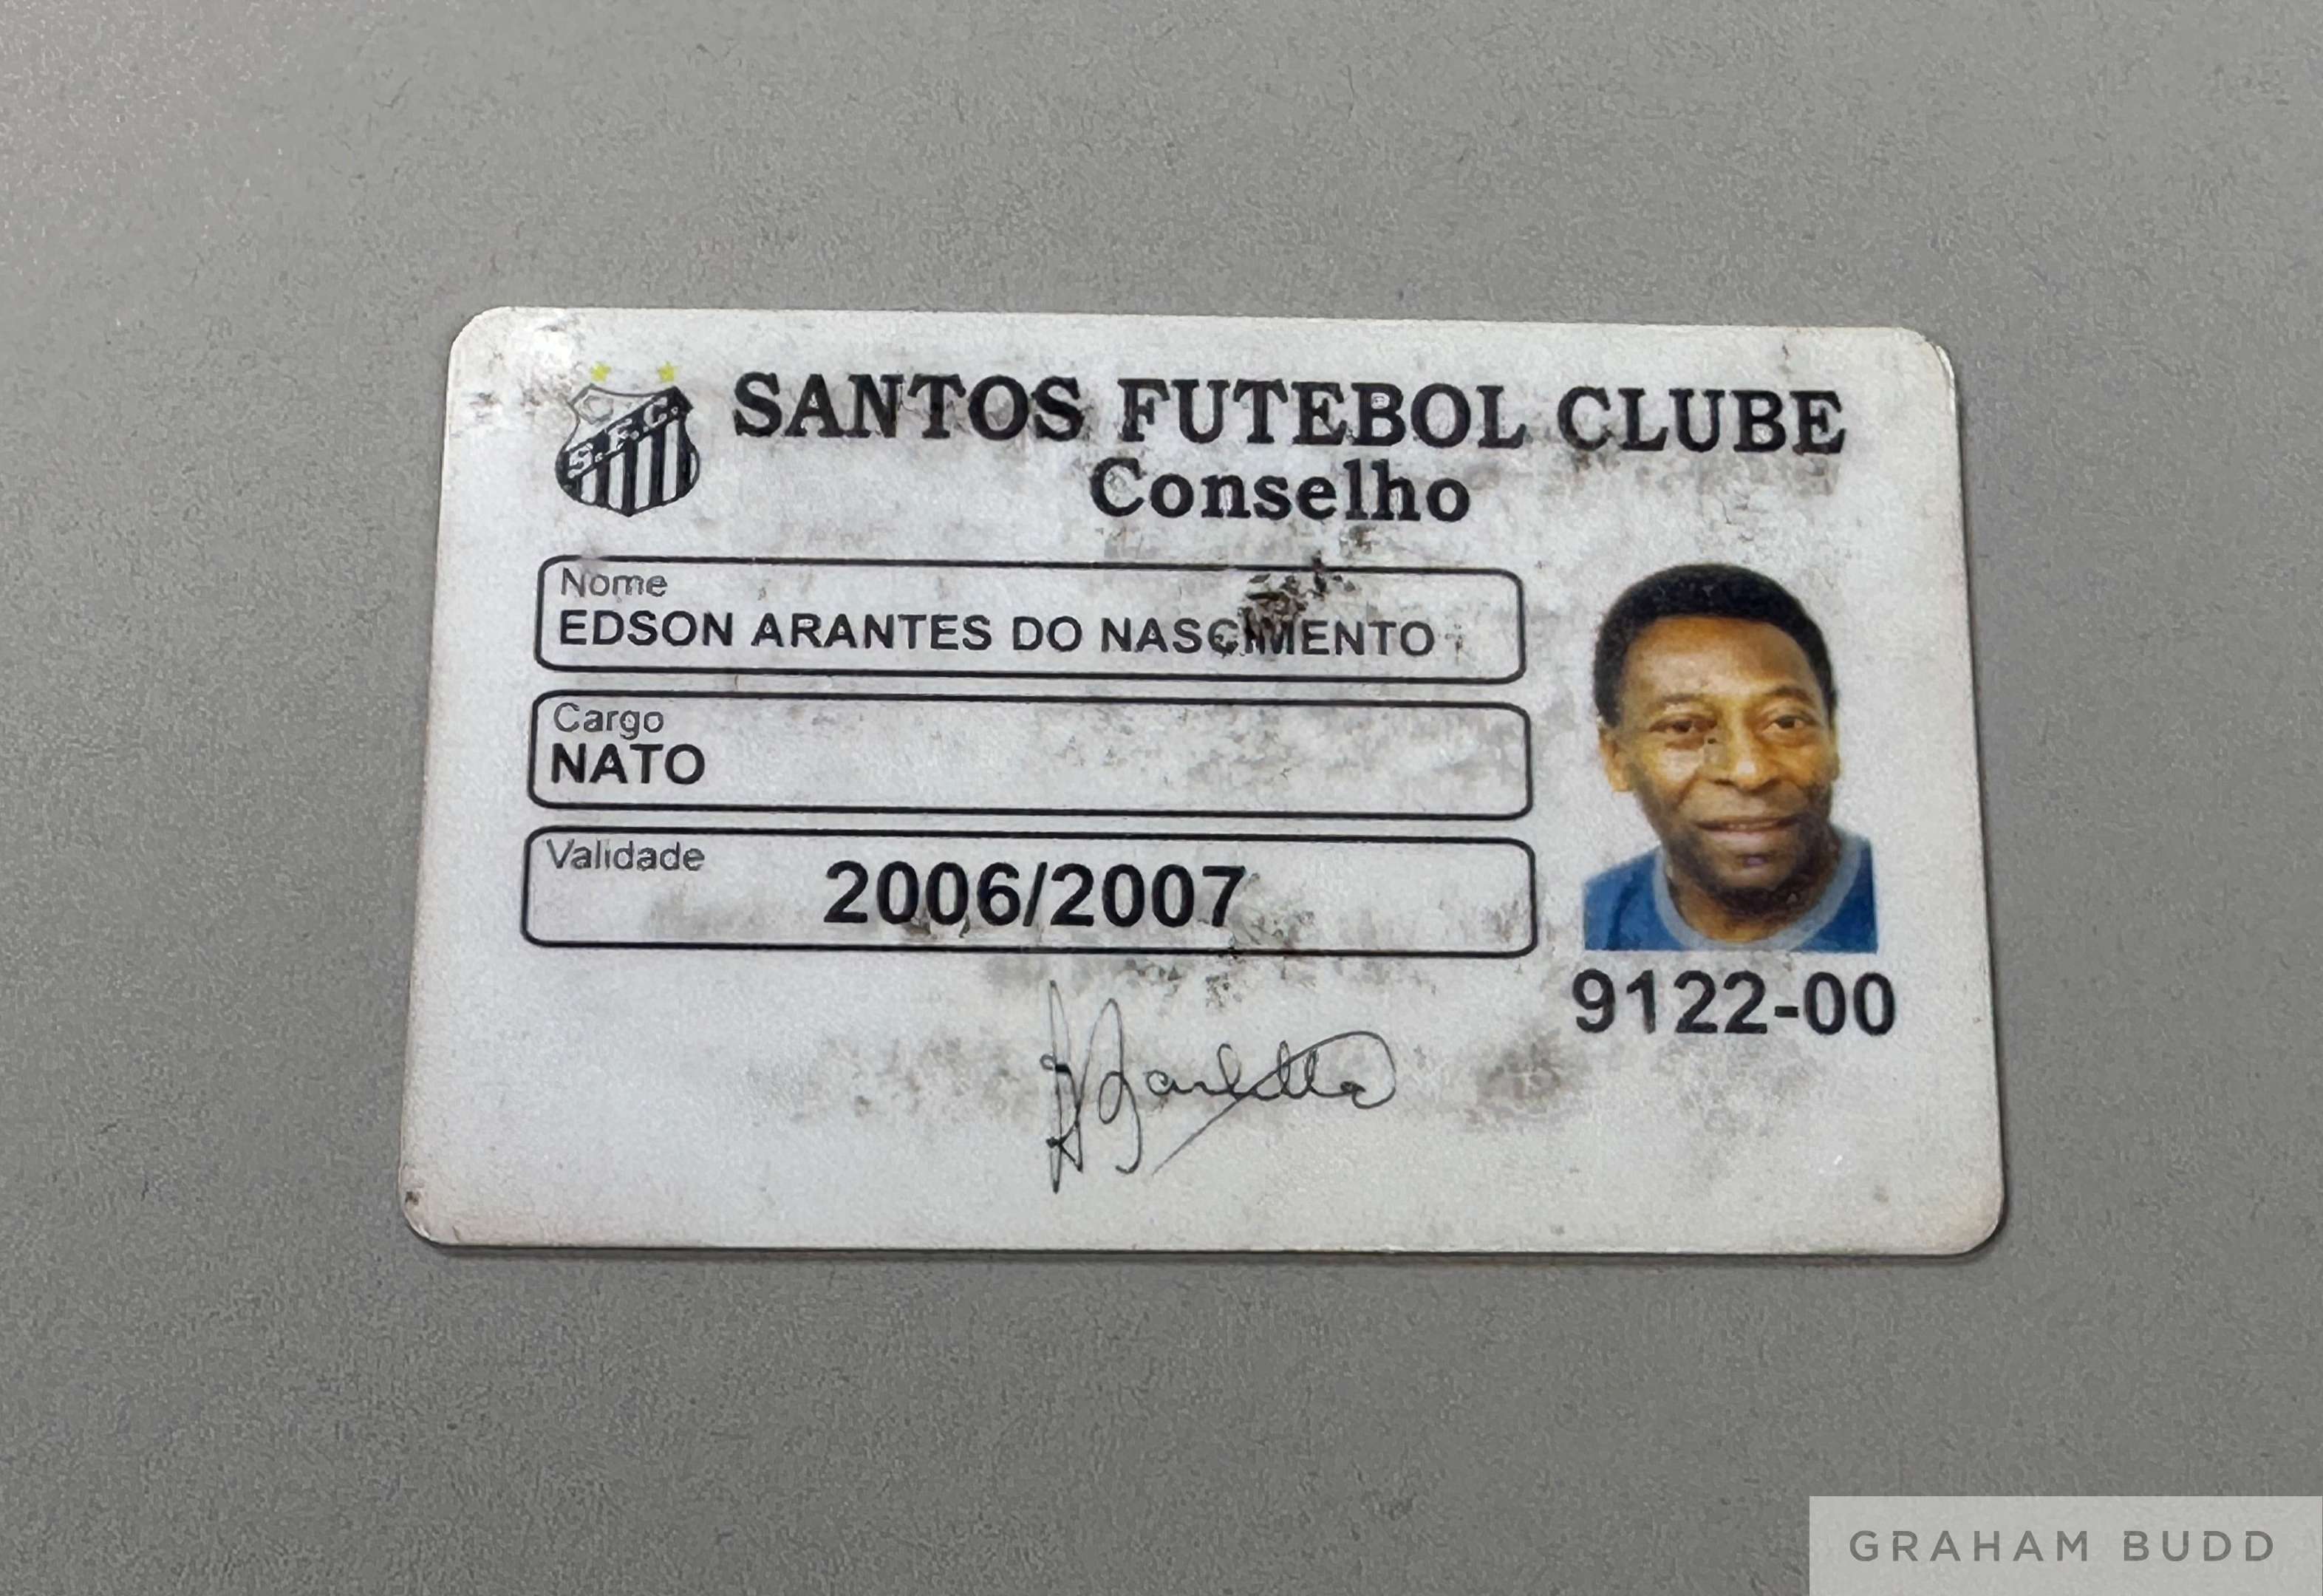 SANTOS FUTEBOL CLUBE
Conselho
S.F.C.
Nome
EDSON ARANTES DO NASCIMENTO
Cargo
NATO
Validade
2006/2007
9122-00
GRAHAM BUDD